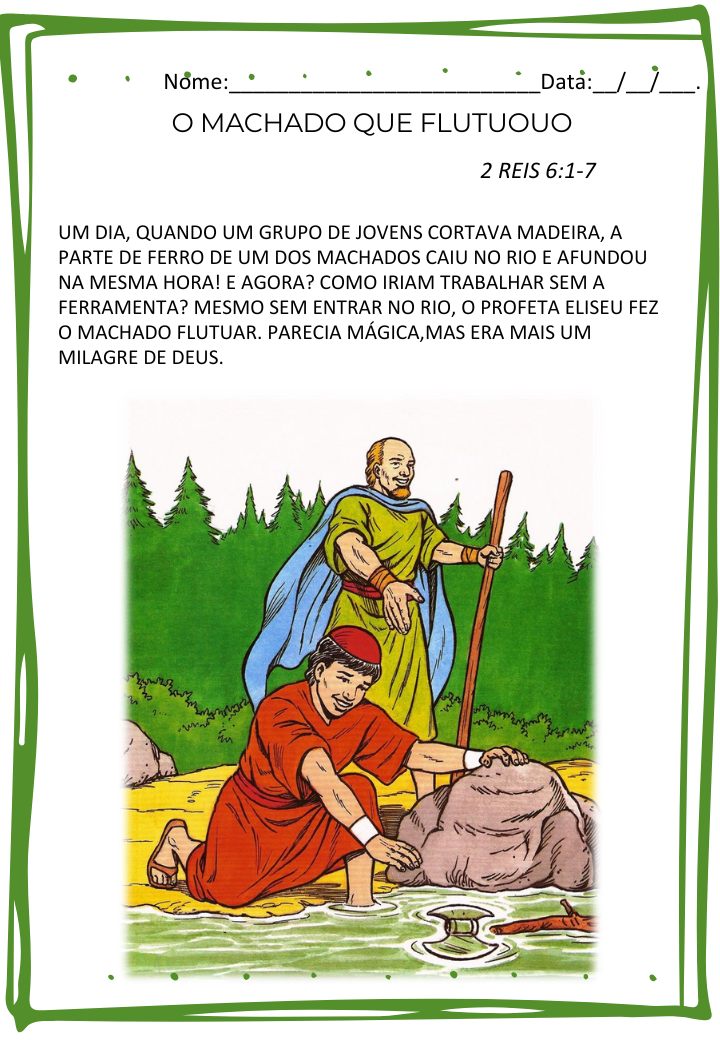 Nome:__________________________Data:__/__/___.
O MACHADO QUE FLUTUOUO
2 REIS 6:1-7
UM DIA, QUANDO UM GRUPO DE JOVENS CORTAVA MADEIRA, A
PARTE DE FERRO DE UM DOS MACHADOS CAIU NO RIO E AFUNDOU
NA MESMA HORA! E AGORA? COMO IRIAM TRABALHAR SEM A
FERRAMENTA? MESMO SEM ENTRAR NO RIO, O PROFETA ELISEU FEZ
O MACHADO FLUTUAR. PARECIA MÁGICA,MAS ERA MAIS UM
MILAGRE DE DEUS.